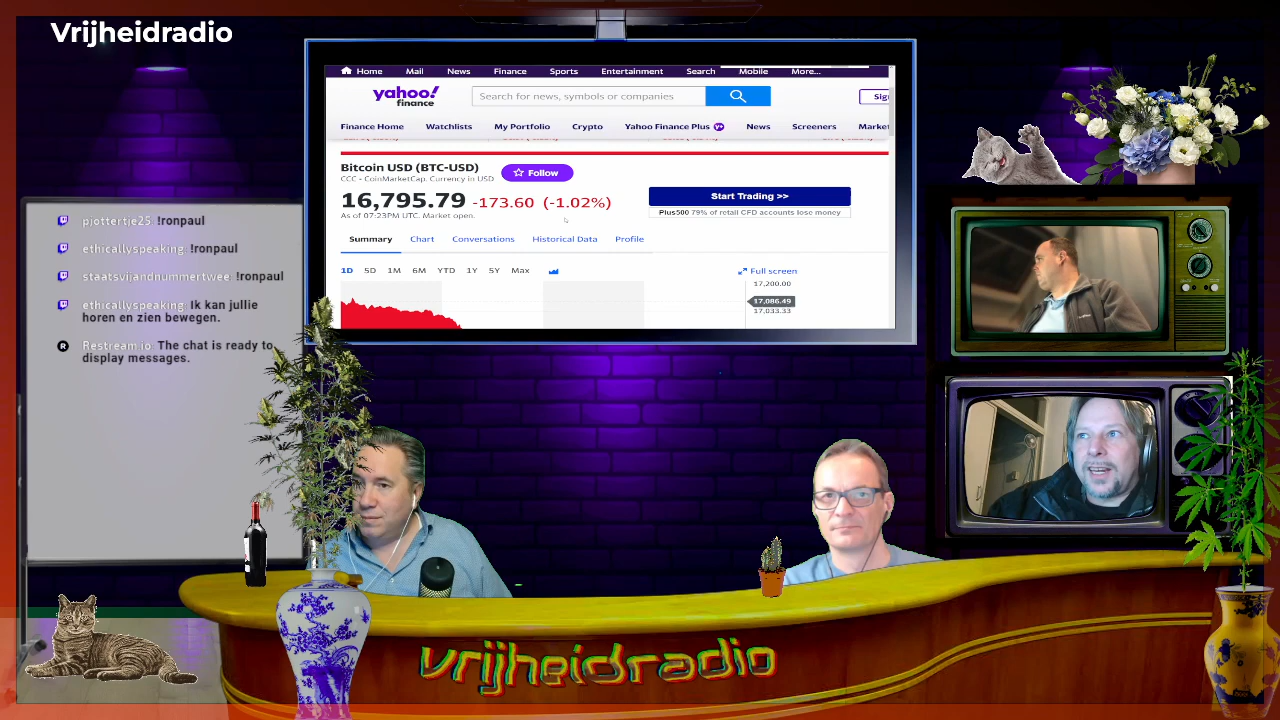 Vrijheidradio
Home Mail News Finance Sports Entertainment Search Mobile More...
yahoo!
finance
Search for news, symbols or companies
Sig
Finance Home Watchlists My Portfolio Crypto Yahoo Finance Plus News Screeners Market
Bitcoin USD (BTC-USD)
Follow
CCC - CoinMarketCap. Currency in USD
16,795.79 -173.60 (-1.02%)
As of 07:23PM UTC. Market open.
Start Trading >>
Plus500 79% of retail CFD accounts lose money
Summary Chart Conversations Historical Data Profile
1D 5D 1M 6M YTD 1Y 5Y Max
Full screen
17,200.00
17,086.49
17,033.33
pjottertje25: !ronpaul
ethicallyspeaking: !ronpaul
staatsvijandnummertwee: !ronpaul
ethicallyspeaking: Ik kan jullie
horen en zien bewegen.
R Restream.io: The chat is ready to
display messages.
vrijheidradio